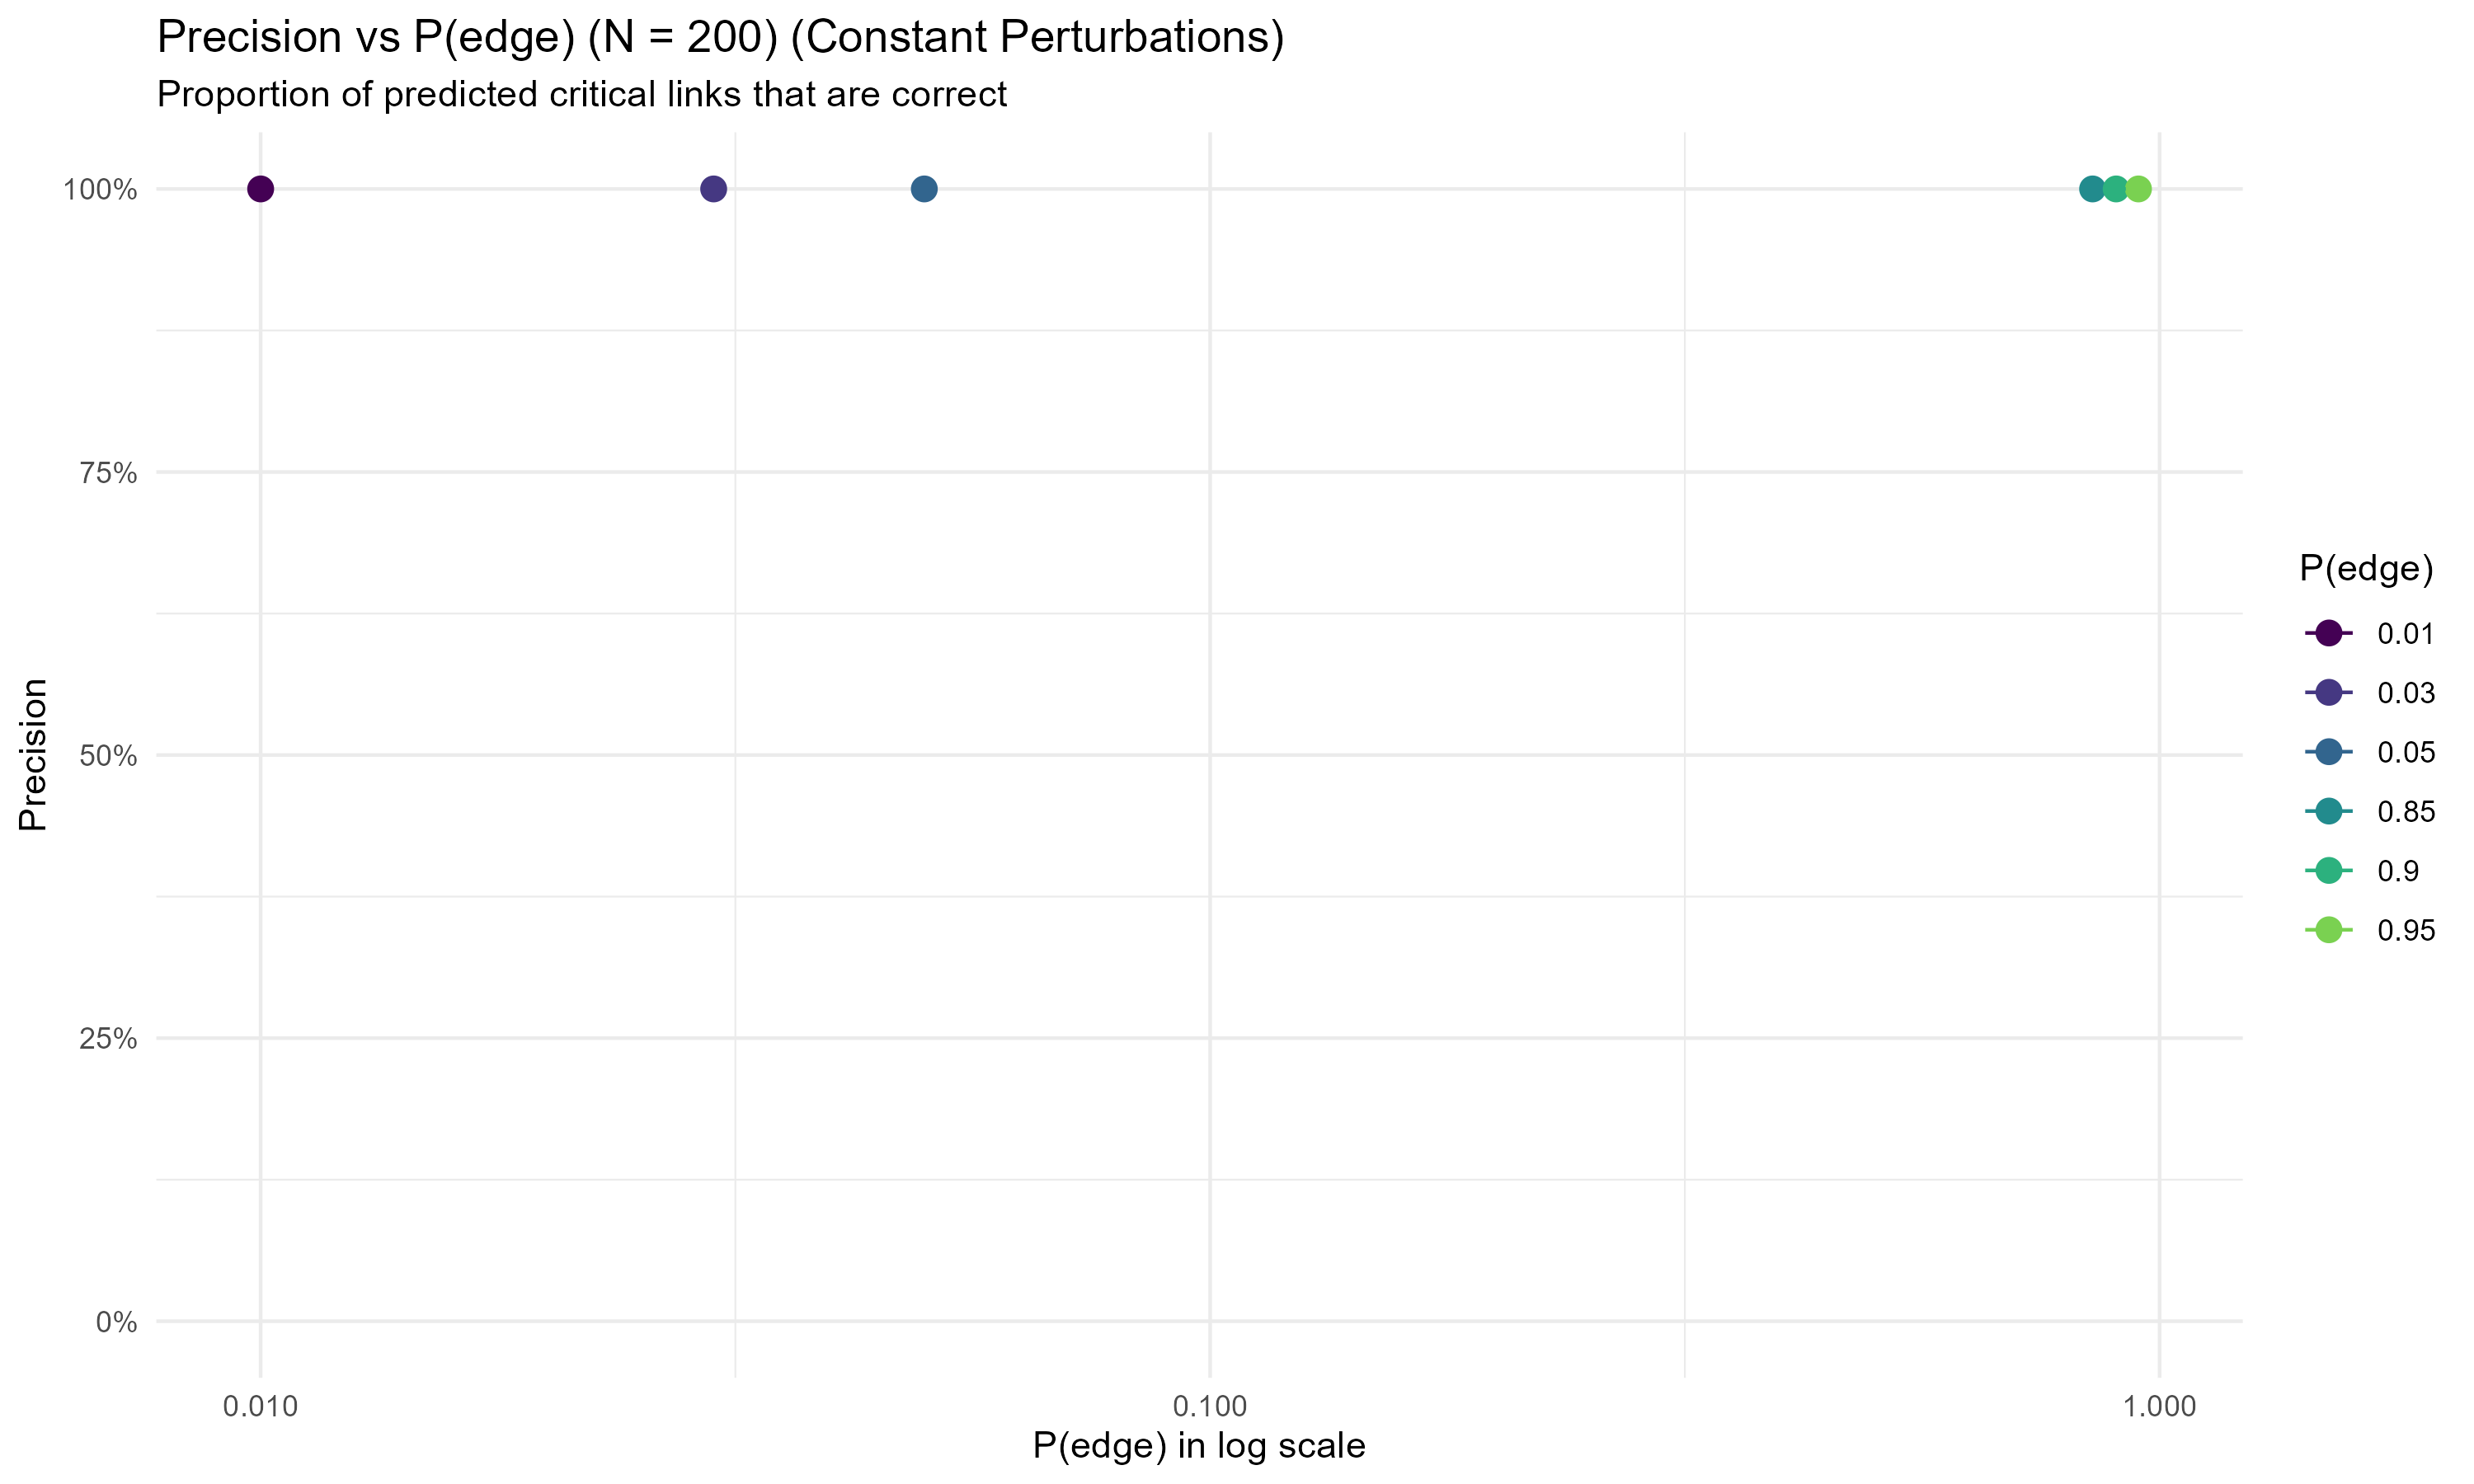 Precision vs P(edge) (N = 200) (Constant Perturbations)
Proportion of predicted critical links that are correct
Precision
100%
75%
50%
25%
0%
0.010
0.100
1.000
P(edge) in log scale
P(edge)
0.01
0.03
0.05
0.85
0.9
0.95